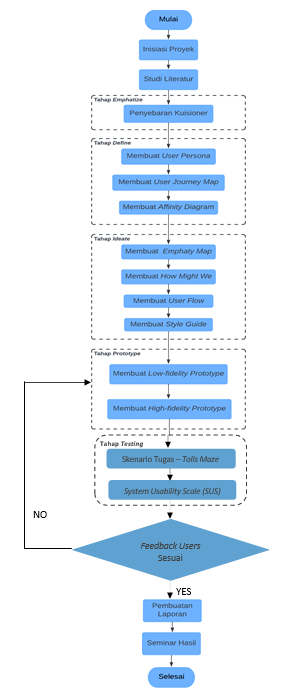 Mulai
Inisiasi Proyek
Studi Literatur
Tahap Emphatize
Penyebaran Kuisioner
Tahap Define
Membuat User Persona
Membuat User Journey Map
Membuat Affinity Diagram
Tahap Ideate
Membuat Emphaty Map
Membuat How Might We
Membuat User Flow
Membuat Style Guide
Tahap Prototype
Membuat Low-fidelity Prototype
Membuat High-fidelity Prototype
Tahap Testing
Skenario Tugas – Talls Maze
System Usability Scale (SUS)
NO
Feedback Users
Sesuai
YES
Pembuatan
Laporan
Seminar Hasil
Selesai